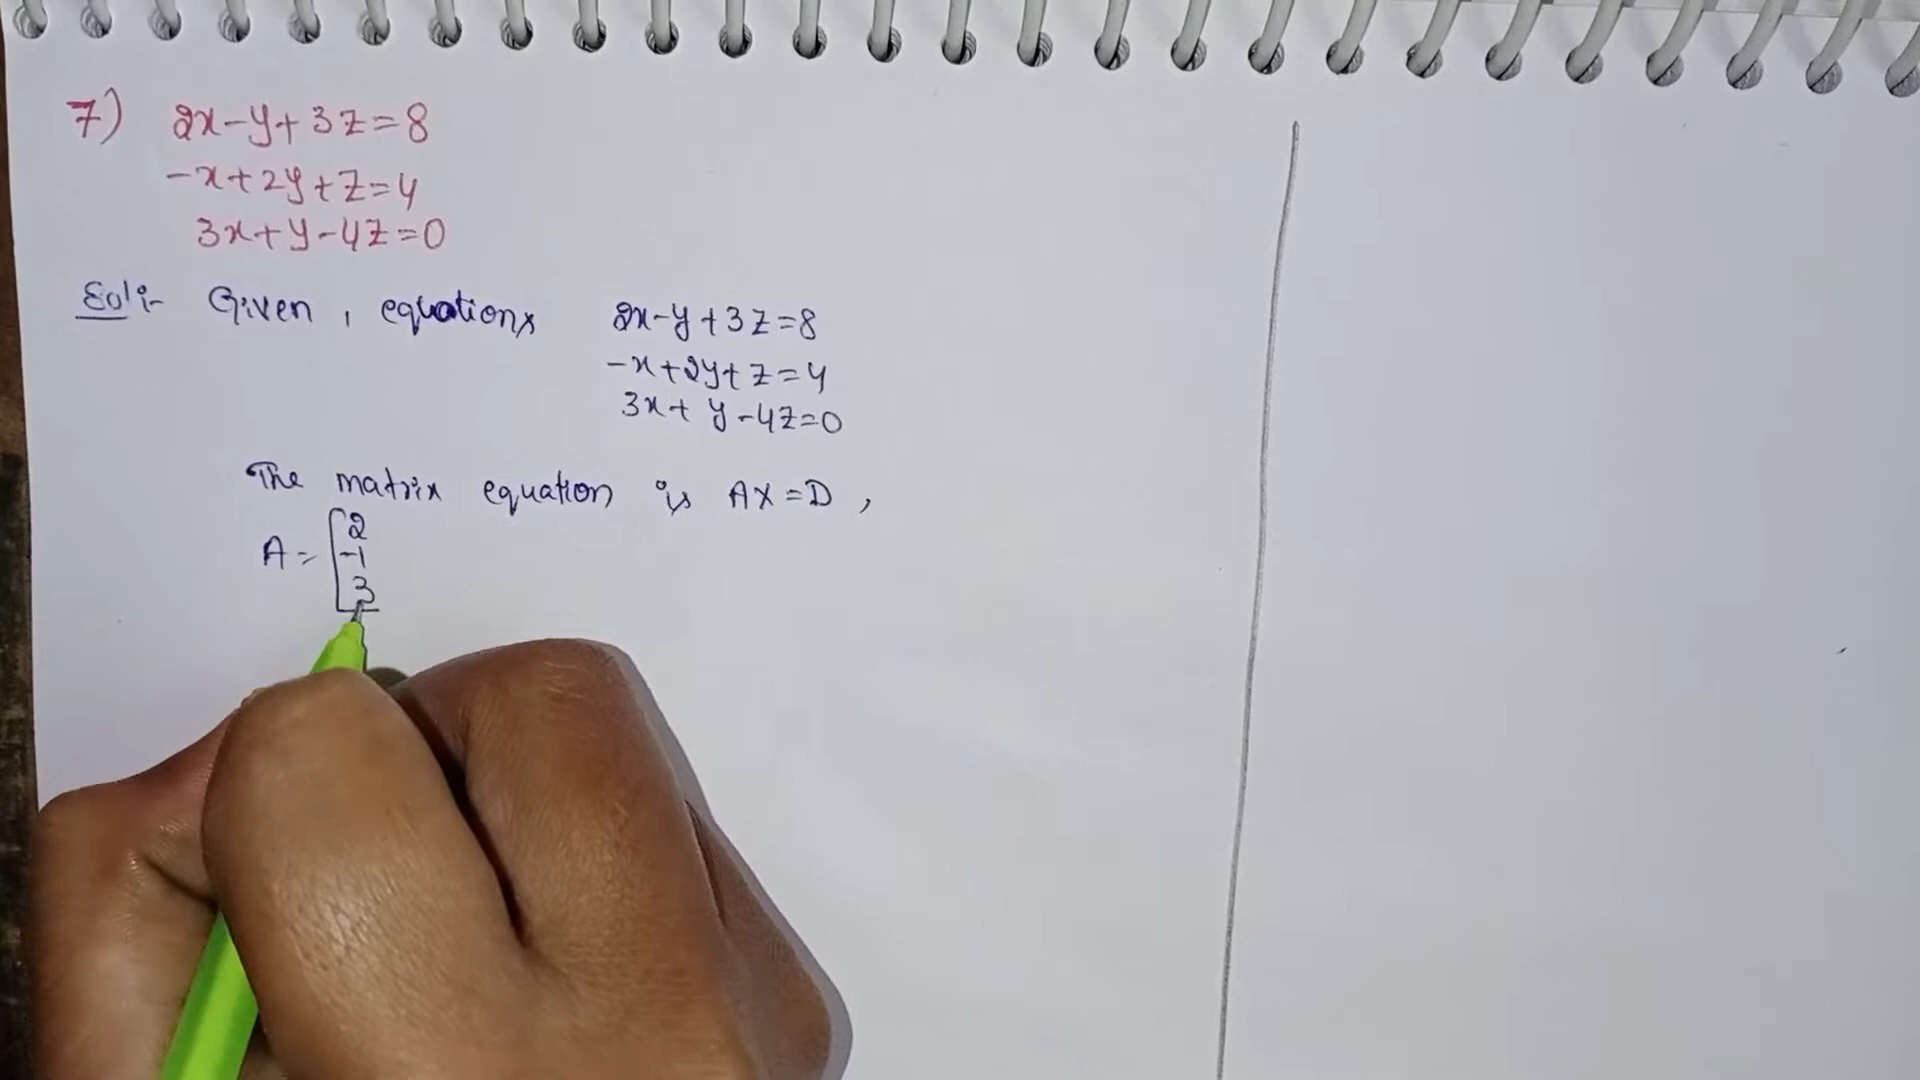 7) 2x-y+3z=8
-x+2y+z=4
3x+y-4z=0
Sol:- Given, equations 2x-y+3z=8
-x+2y+z=4
3x+y-4z=0
The matrix equation is AX=D,
A= [2
-1
3